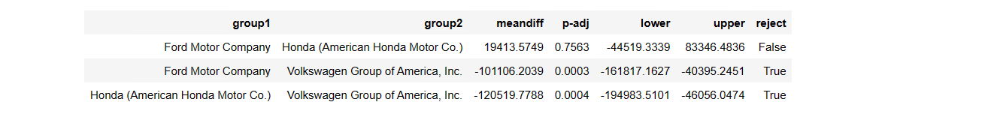 group1 group2 meandiff p-adj lower upper reject
Ford Motor Company Honda (American Honda Motor Co.) 19413.5749 0.7563 -44519.3339 83346.4836 False
Ford Motor Company Volkswagen Group of America, Inc. -101106.2039 0.0003 -161817.1627 -40395.2451 True
Honda (American Honda Motor Co.) Volkswagen Group of America, Inc. -120519.7788 0.0004 -194983.5101 -46056.0474 True